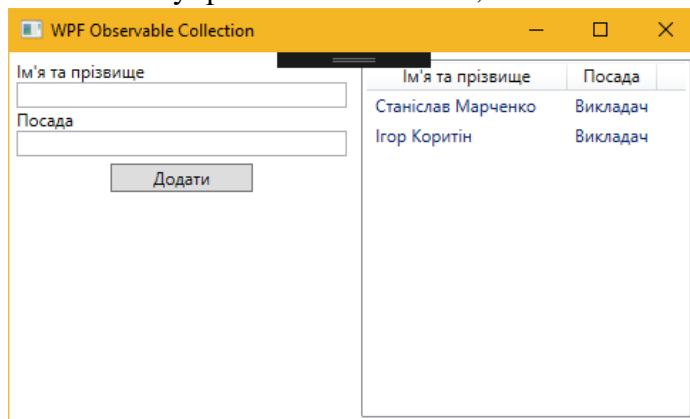 WPF Observable Collection
Ім'я та прізвище
Посада
Додати
Ім'я та прізвище Посада
Станіслав Марченко Викладач
Ігор Коритін Викладач